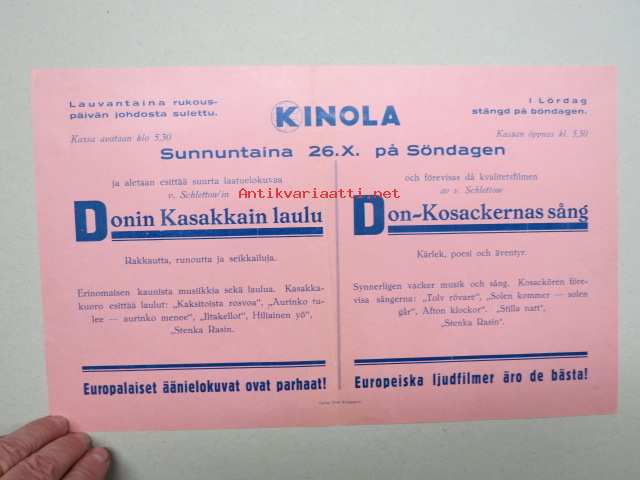 Lauvantaina rukous-
päivän johdosta sulettu.
Kassa avataan klo 5,30
KINOLA
I Lördag
stängd på böndagen.
Kassan öppnas kl. 5,30
Sunnuntaina 26.X. på Söndagen
ja aletaan esittää suurta laatuelokuvaa
v. Schlettow'in
Donin Kasakkain laulu
Rakkautta, runoutta ja seikkailuja.
Erinomaisen kaunista musiikkia sekä laulua. Kasakka-
kuoro esittää laulut: „Kaksitoista rosvoa“, „Aurinko tu-
lee — aurinko menee“, „Iltakellot“, Hiliainen yö“,
„Stenka Rasin.
Europalaiset äänielokuvat ovat parhaat!
och förevisas då kvalitetsfilmen
av v. Schlettow
Don-Kosackernas sång
Kärlek, poesi och äventyr.
Synnerligen vacker musik og sång. Kosackören före-
visa sångerna: „Tolv rövare“, „Solen kommer — solen
går“, Afton klockor“. „Stilla natt“,
„Stenka Rasin“.
Europeiska ljudfilmer äro de bästa!
Antikvariaatti.net